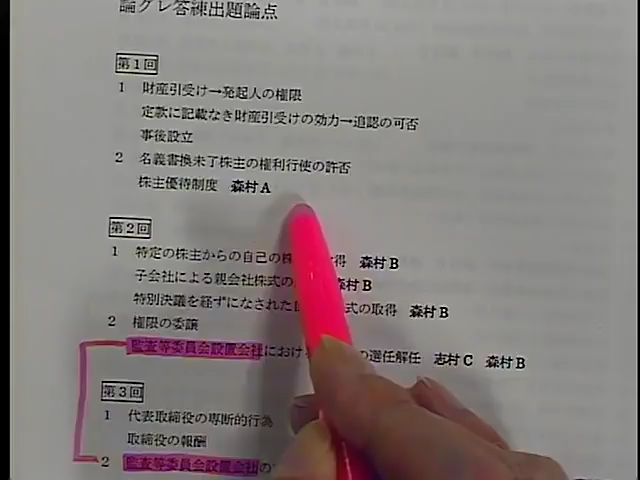 論グレ答練出題論点
第1回
1 財産引受け→発起人の権限
定款に記載なき財産引受けの効力→追認の可否
事後設立
2 名義書換未了株主の権利行使の許否
株主優待制度 森村A
第2回
1 特定の株主からの自己の株 得 森村B
子会社による親会社株式の 森村B
特別決議を経ずになされた 式の取得 森村B
2 権限の委譲
監査等委員会設置会社におけ の選任解任 志村C 森村B
第3回
1 代表取締役の専断的行為
取締役の報酬
2 監査等委員会設置会社の